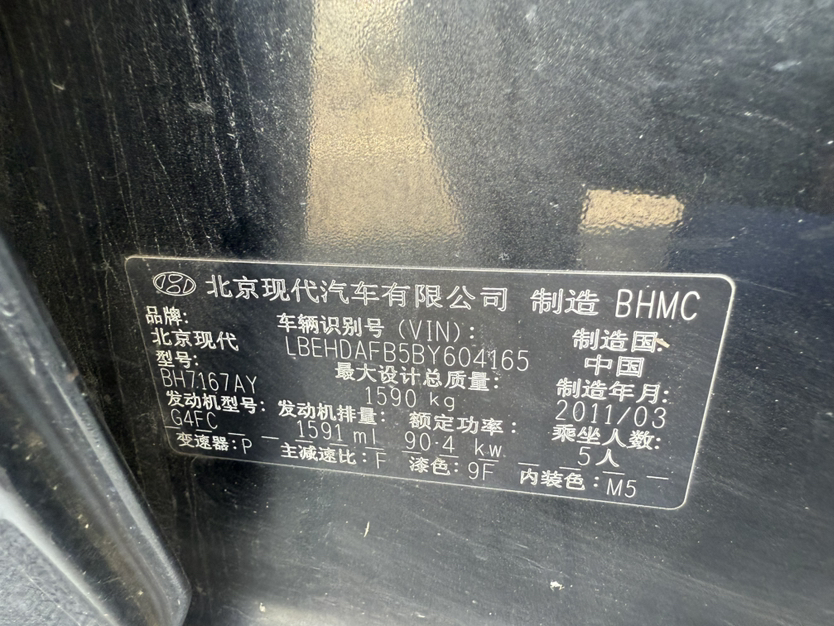 北京现代汽车有限公司 制造 BHMC
品牌: 车辆识别号 (VIN): 制造国:
北京现代 LBEHDAFB5BY604165 中国
型号: 最大设计总质量: 制造年月:
BH7167AY 1590 kg 2011/03
发动机型号: 发动机排量: 额定功率: 乘坐人数:
G4FC 1591 ml 90.4 kw 5人
变速器:P 主减速比:F 漆色:9F 内装色:M5